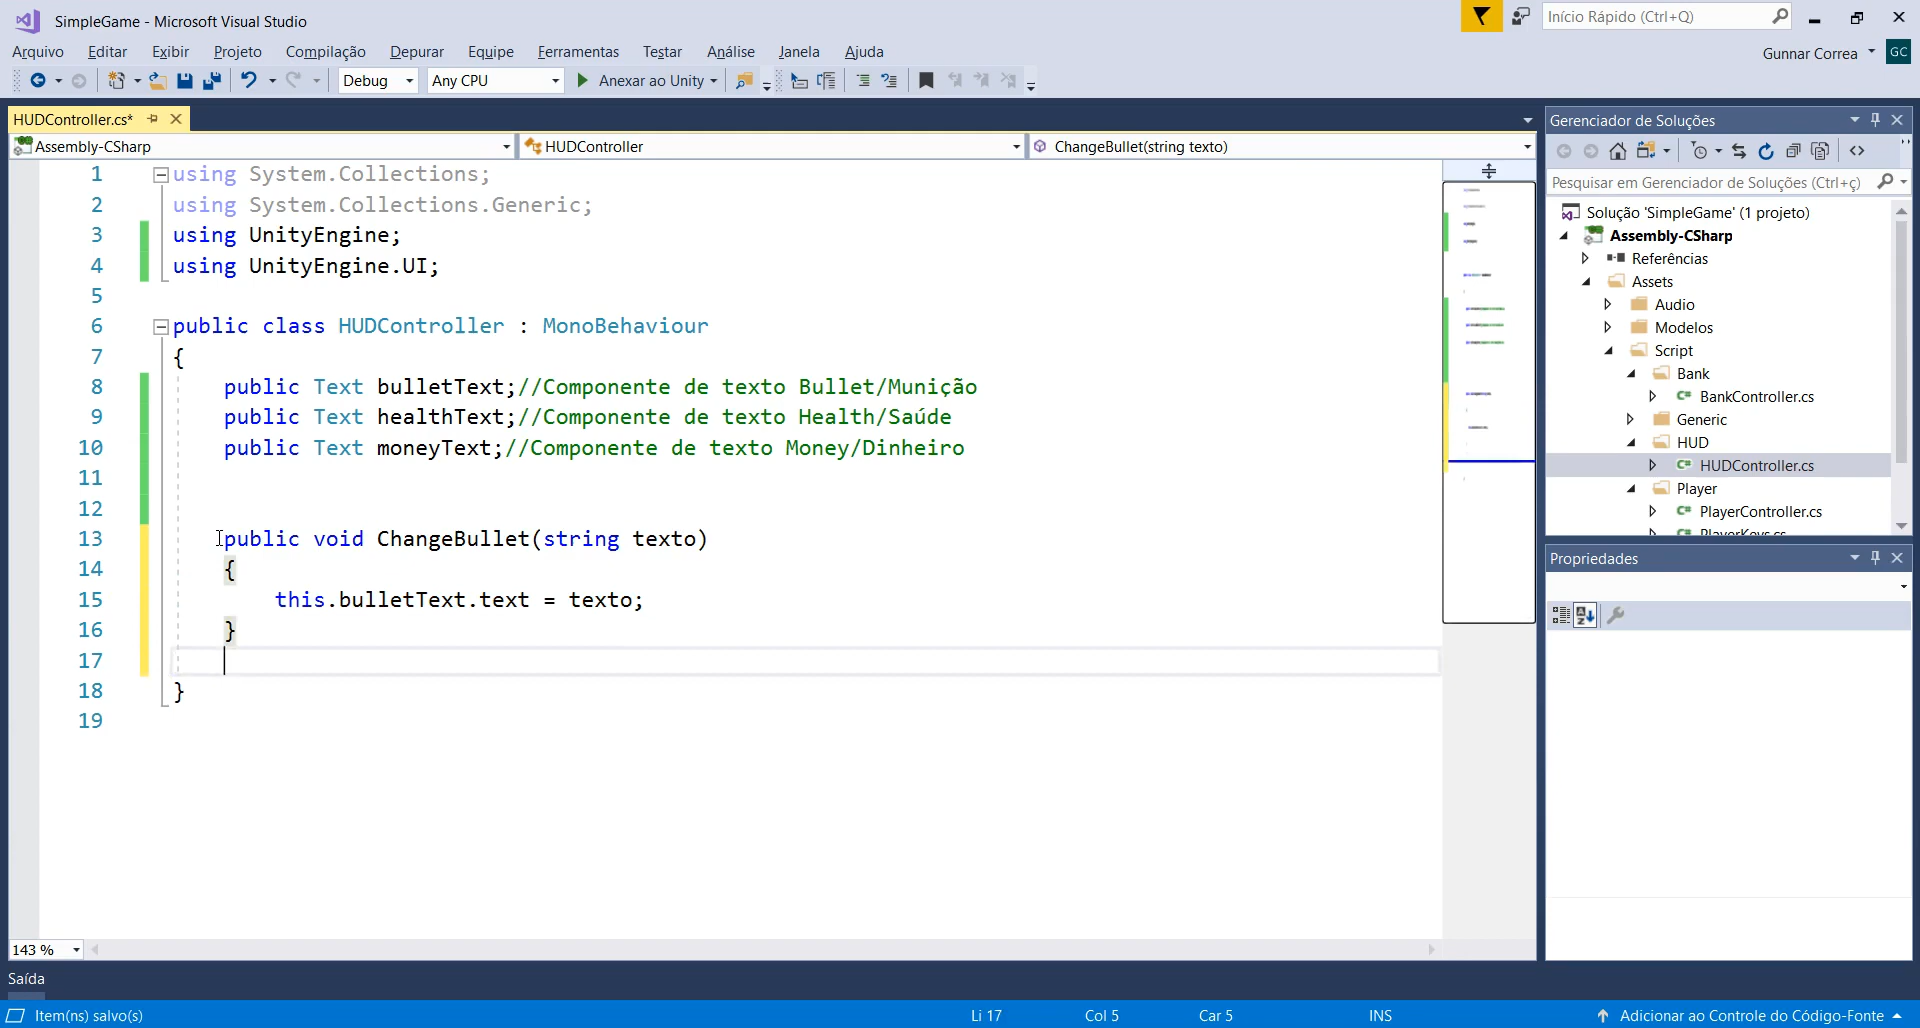 SimpleGame - Microsoft Visual Studio
Início Rápido (Ctrl+Q)
Arquivo Editar Exibir Projeto Compilação Depurar Equipe Ferramentas Testar Análise Janela Ajuda
Gunnar Correa GC
Debug Any CPU Anexar ao Unity
HUDController.cs*
Assembly-CSharp HUDController ChangeBullet(string texto)
1 using System.Collections;
2 using System.Collections.Generic;
3 using UnityEngine;
4 using UnityEngine.UI;
5
6 public class HUDController : MonoBehaviour
7 {
8 public Text bulletText;//Componente de texto Bullet/Munição
9 public Text healthText;//Componente de texto Health/Saúde
10 public Text moneyText;//Componente de texto Money/Dinheiro
11
12
13 public void ChangeBullet(string texto)
14 {
15 this.bulletText.text = texto;
16 }
17
18 }
19
143 %
Gerenciador de Soluções
Pesquisar em Gerenciador de Soluções (Ctrl+ç)
Solução 'SimpleGame' (1 projeto)
Assembly-CSharp
Referências
Assets
Audio
Modelos
Script
Bank
C# BankController.cs
Generic
HUD
C# HUDController.cs
Player
C# PlayerController.cs
C# PlayerKeys.cs
Propriedades
Saída
Item(ns) salvo(s) Li 17 Col 5 Car 5 INS Adicionar ao Controle do Código-Fonte